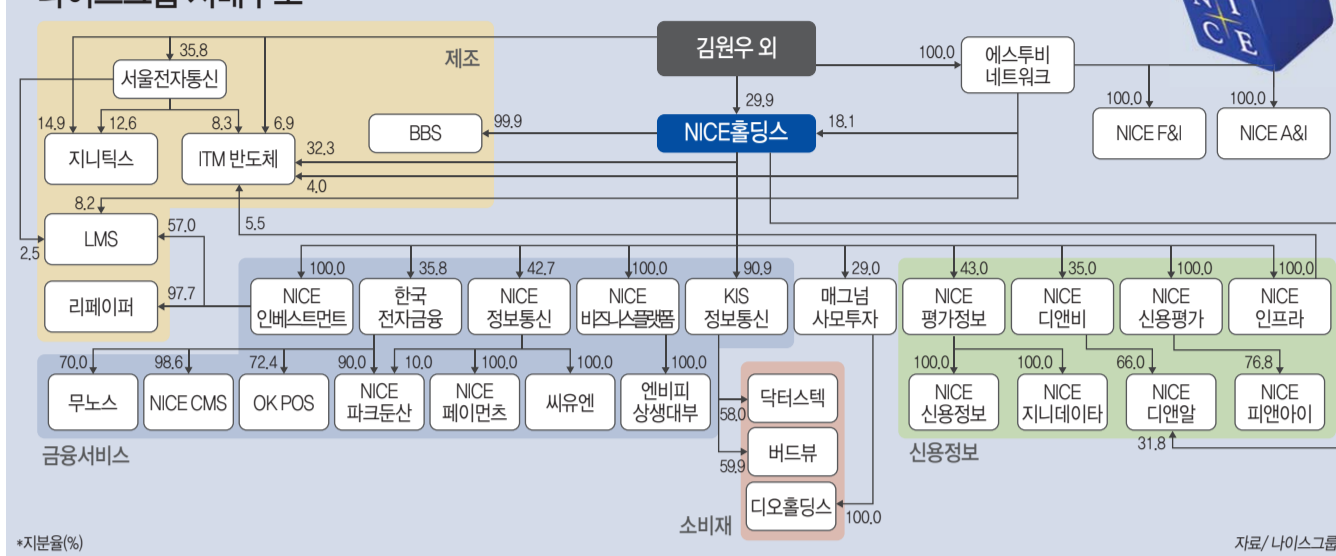 N I
C E
김원우 외
100.0
에스투비
네트워크
35.8
서울전자통신
제조
29.9
100.0
100.0
14.9
12.6
8.3
6.9
BBS
99.9
NICE홀딩스
18.1
NICE F&I
NICE A&I
지니틱스
ITM 반도체
32.3
4.0
8.2
LMS
57.0
5.5
2.5
100.0
35.8
42.7
100.0
90.9
29.0
43.0
35.0
100.0
100.0
리페이퍼
97.7
NICE
인베스트먼트
한국
전자금융
NICE
정보통신
NICE
비즈니스플랫폼
KIS
정보통신
매그넘
사모투자
NICE
평가정보
NICE
디앤비
NICE
신용평가
NICE
인프라
70.0
98.6
72.4
90.0
10.0
100.0
100.0
100.0
100.0
100.0
66.0
76.8
무노스
NICE CMS
OK POS
NICE
파크둔산
NICE
페이먼츠
씨유엔
엔비피
상생대부
58.0
닥터스텍
NICE
신용정보
NICE
지니데이타
NICE
디앤알
NICE
피앤아이
금융서비스
59.9
버드뷰
신용정보
31.8
디오홀딩스
100.0
소비재
*지분율(%)
자료/ 나이스그룹